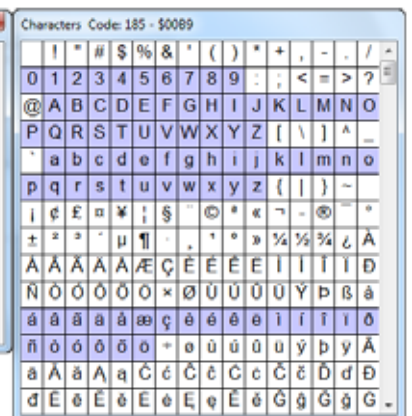 Characters Code: 185 - $00B9
! " # $ % & ' ( ) * + , - . /
0 1 2 3 4 5 6 7 8 9 : ; < = > ?
@ A B C D E F G H I J K L M N O
P Q R S T U V W X Y Z [ \ ] ^ _
` a b c d e f g h i j k l m n o
p q r s t u v w x y z { | } ~
¡ ¢ £ ¤ ¥ ¦ § ¨ © ª « ¬ - ® ¯ °
± ² ³ ´ µ ¶ · ¸ ¹ º » ¼ ½ ¾ ¿ À
Á Â Ã Ä Å Æ Ç È É Ê Ë Ì Í Î Ï Ð
Ñ Ò Ó Ô Õ Ö × Ø Ù Ú Û Ü Ý Þ ß à
á â ã ä å æ ç è é ê ë ì í î ï ð
ñ ò ó ô õ ö ÷ ø ù ú û ü ý þ ÿ Ā
ā Ă ă Ą ą Ć ć Ĉ ĉ Ċ ċ Č č Ď ď Đ
đ Ē ē Ĕ ĕ Ė ė Ę ę Ě ě Ĝ ĝ Ğ ğ Ġ